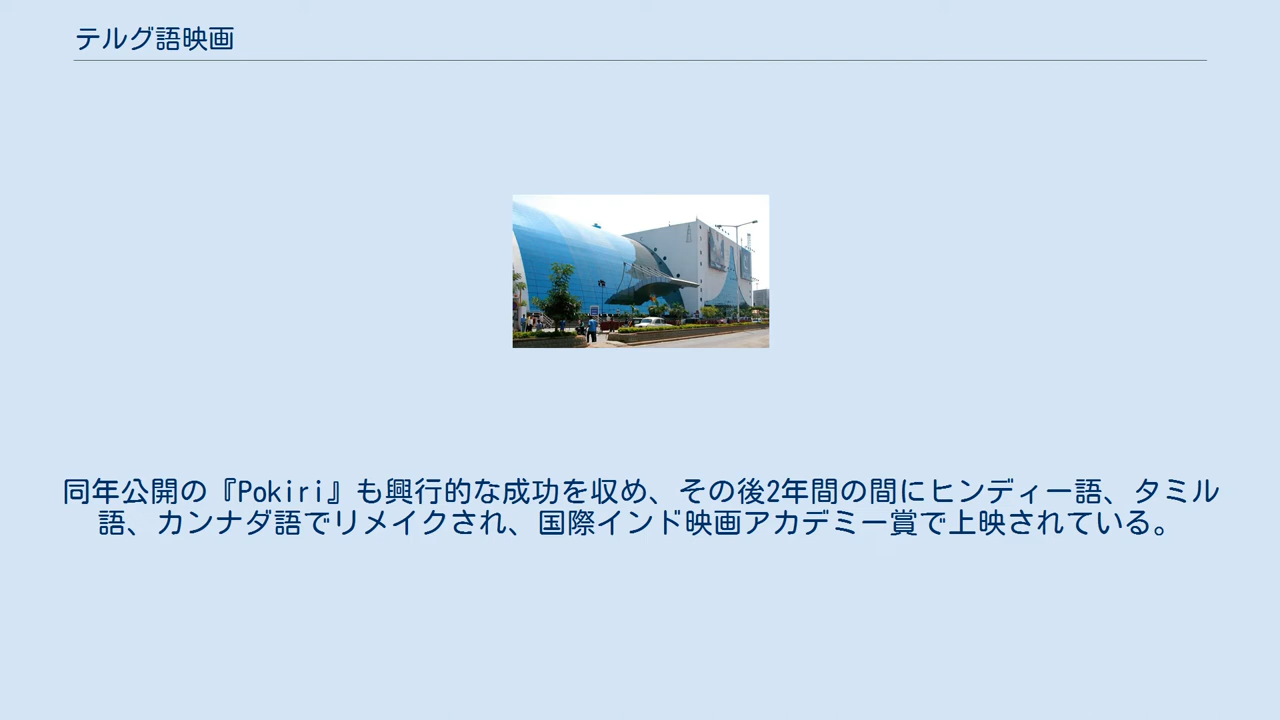 テルグ語映画
同年公開の『Pokiri』も興行的な成功を収め、その後2年間の間にヒンディー語、タミル
語、カンナダ語でリメイクされ、国際インド映画アカデミー賞で上映されている。